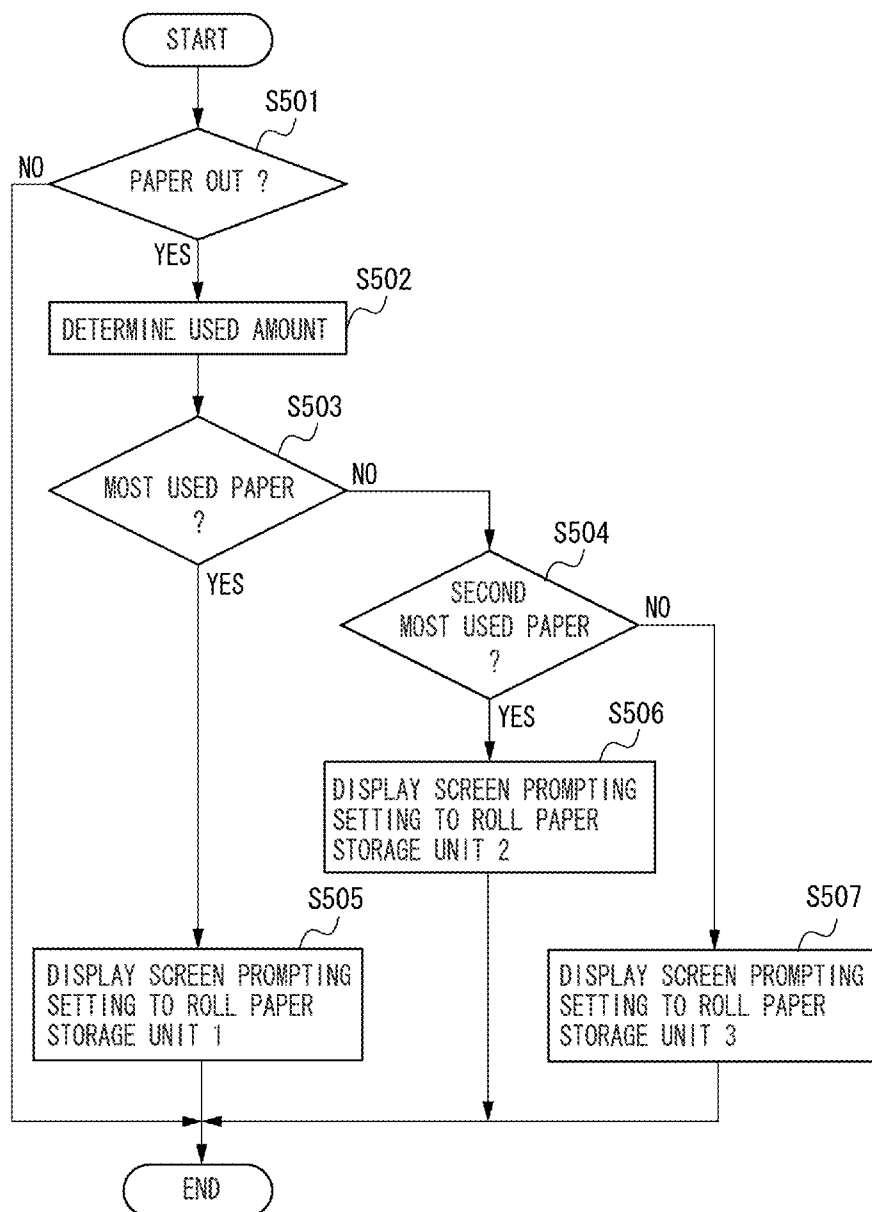 START
S501
NO
PAPER OUT ?
YES
S502
DETERMINE USED AMOUNT
S503
NO
MOST USED PAPER
?
YES
S504
SECOND
MOST USED PAPER
?
NO
YES
S506
DISPLAY SCREEN PROMPTING
SETTING TO ROLL PAPER
STORAGE UNIT 2
S505
DISPLAY SCREEN PROMPTING
SETTING TO ROLL PAPER
STORAGE UNIT 1
S507
DISPLAY SCREEN PROMPTING
SETTING TO ROLL PAPER
STORAGE UNIT 3
END